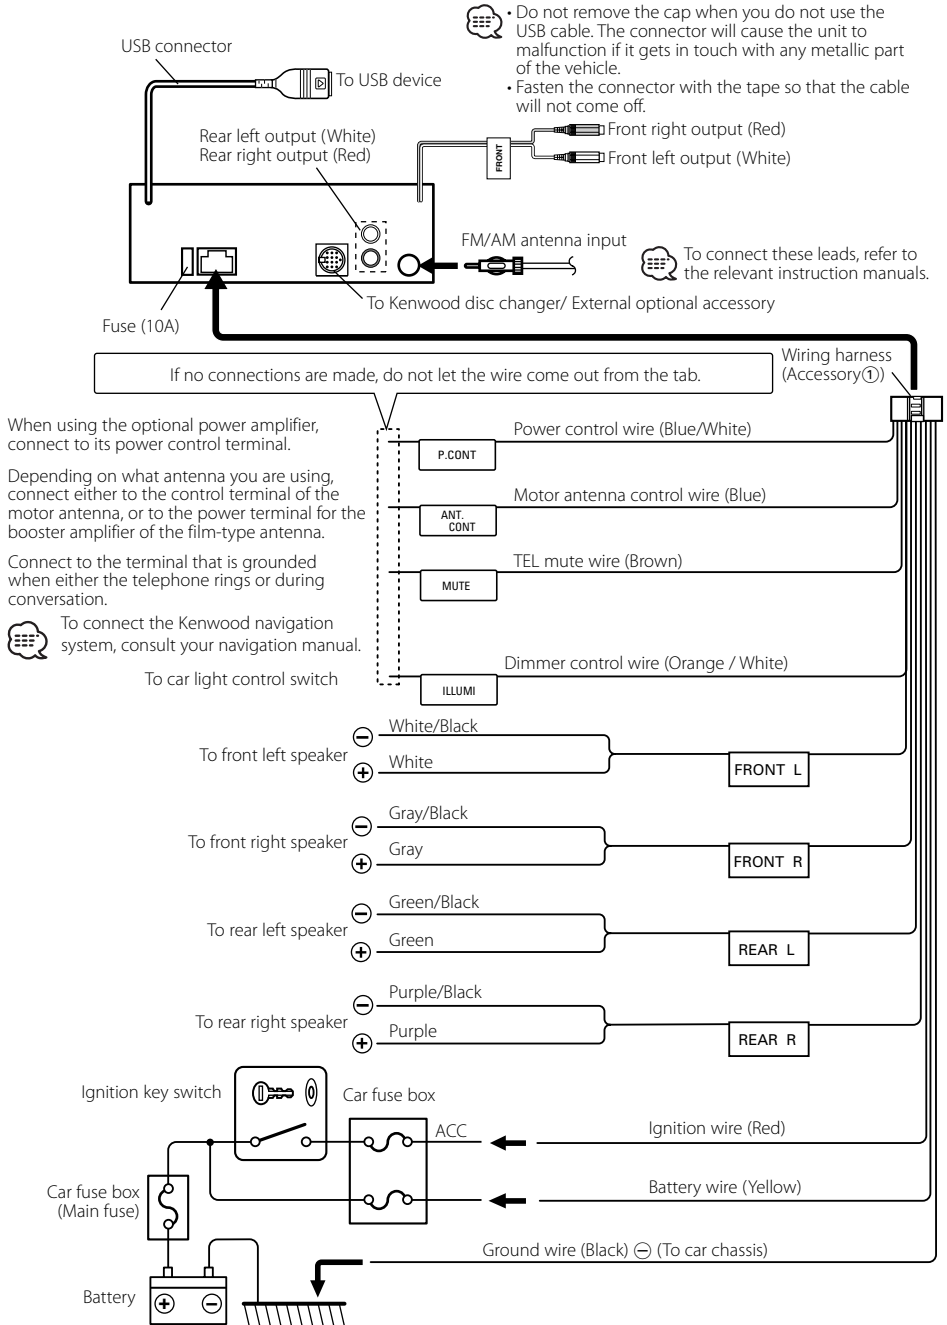 • Do not remove the cap when you do not use the
USB cable. The connector will cause the unit to
malfunction if it gets in touch with any metallic part
of the vehicle.
• Fasten the connector with the tape so that the cable
will not come off.
USB connector
To USB device
Rear left output (White)
Rear right output (Red)
FRONT
Front right output (Red)
Front left output (White)
FM/AM antenna input
To connect these leads, refer to
the relevant instruction manuals.
To Kenwood disc changer/ External optional accessory
Fuse (10A)
Wiring harness
(Accessory①)
If no connections are made, do not let the wire come out from the tab.
When using the optional power amplifier,
connect to its power control terminal.
P.CONT
Power control wire (Blue/White)
Depending on what antenna you are using,
connect either to the control terminal of the
motor antenna, or to the power terminal for the
booster amplifier of the film-type antenna.
ANT.
CONT
Motor antenna control wire (Blue)
Connect to the terminal that is grounded
when either the telephone rings or during
conversation.
MUTE
TEL mute wire (Brown)
To connect the Kenwood navigation
system, consult your navigation manual.
To car light control switch
ILLUMI
Dimmer control wire (Orange / White)
To front left speaker
⊖ White/Black
⊕ White
FRONT L
To front right speaker
⊖ Gray/Black
⊕ Gray
FRONT R
To rear left speaker
⊖ Green/Black
⊕ Green
REAR L
To rear right speaker
⊖ Purple/Black
⊕ Purple
REAR R
Ignition key switch
Car fuse box
ACC
Ignition wire (Red)
Car fuse box
(Main fuse)
Battery wire (Yellow)
Ground wire (Black) ⊖ (To car chassis)
Battery
⊕ ⊖